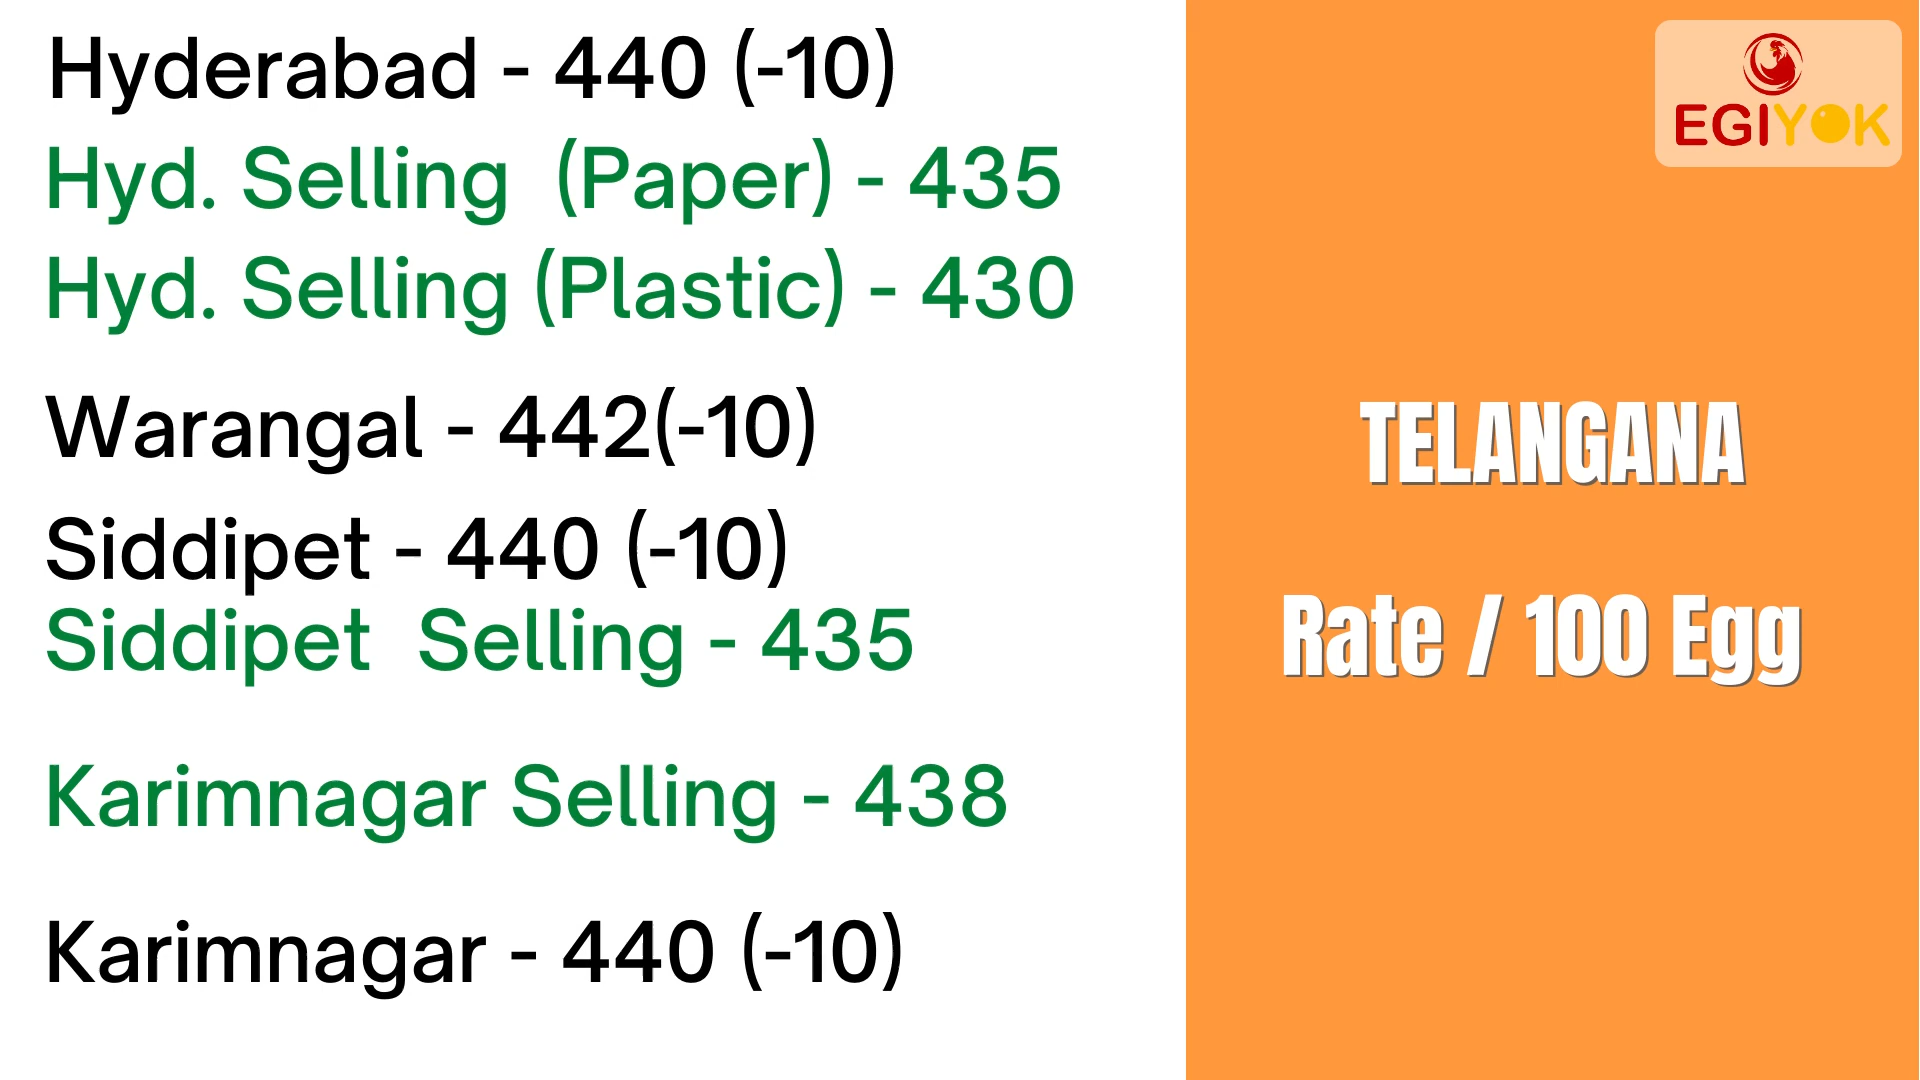 Hyderabad - 440 (-10)
Hyd. Selling (Paper) - 435
Hyd. Selling (Plastic) - 430
Warangal - 442(-10)
Siddipet - 440 (-10)
Siddipet Selling - 435
Karimnagar Selling - 438
Karimnagar - 440 (-10)
EGIYOK
TELANGANA
Rate / 100 Egg